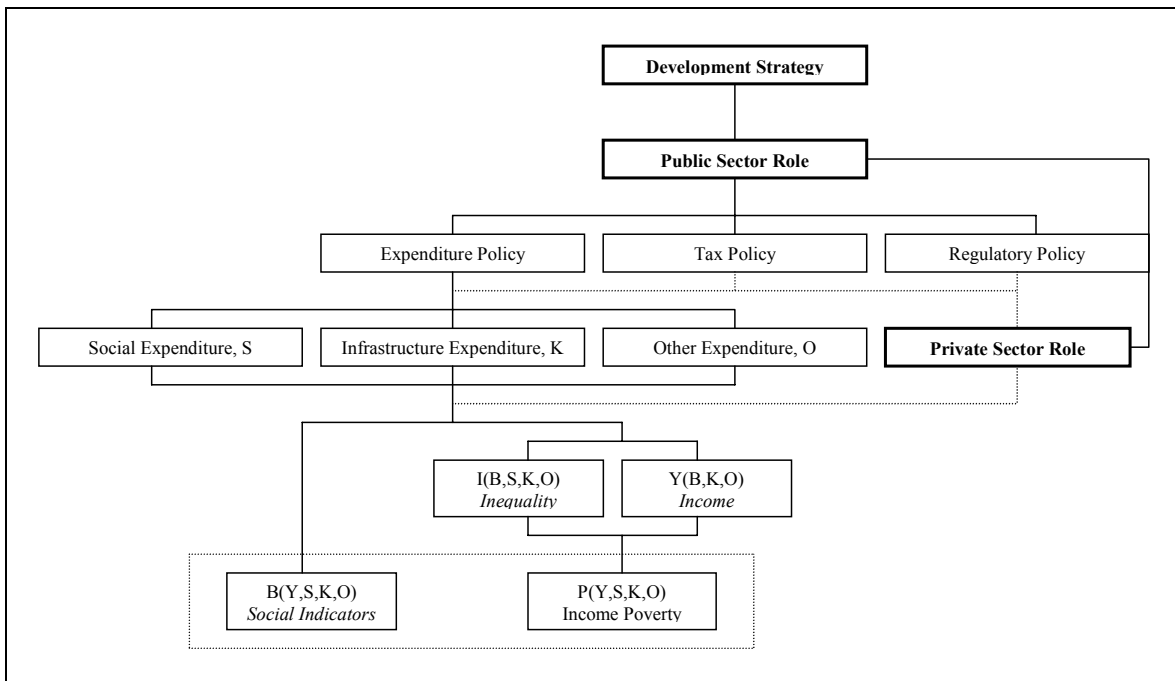 Development Strategy
Public Sector Role
Expenditure Policy
Tax Policy
Regulatory Policy
Social Expenditure, S
Infrastructure Expenditure, K
Other Expenditure, O
Private Sector Role
I(B,S,K,O)
Inequality
Y(B,K,O)
Income
B(Y,S,K,O)
Social Indicators
P(Y,S,K,O)
Income Poverty